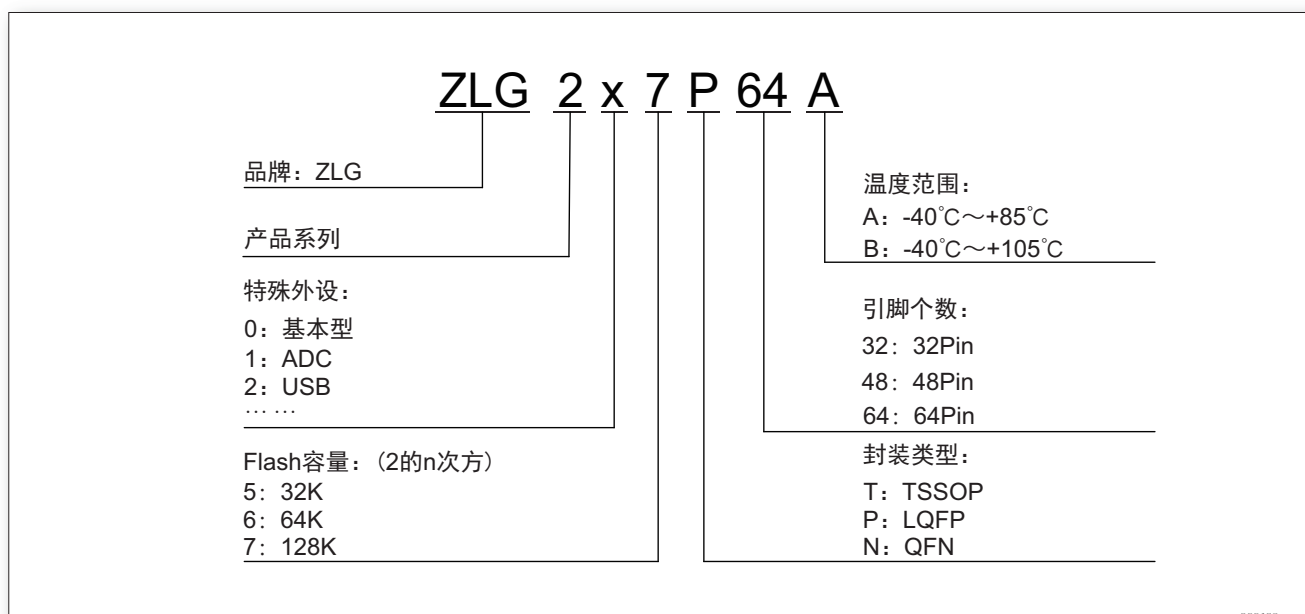 ZLG 2 x 7 P 64 A
品牌：ZLG
产品系列
特殊外设：
0：基本型
1：ADC
2：USB
… …
Flash容量：(2的n次方)
5：32K
6：64K
7：128K
温度范围：
A：-40℃～+85℃
B：-40℃～+105℃
引脚个数：
32：32Pin
48：48Pin
64：64Pin
封装类型：
T：TSSOP
P：LQFP
N：QFN